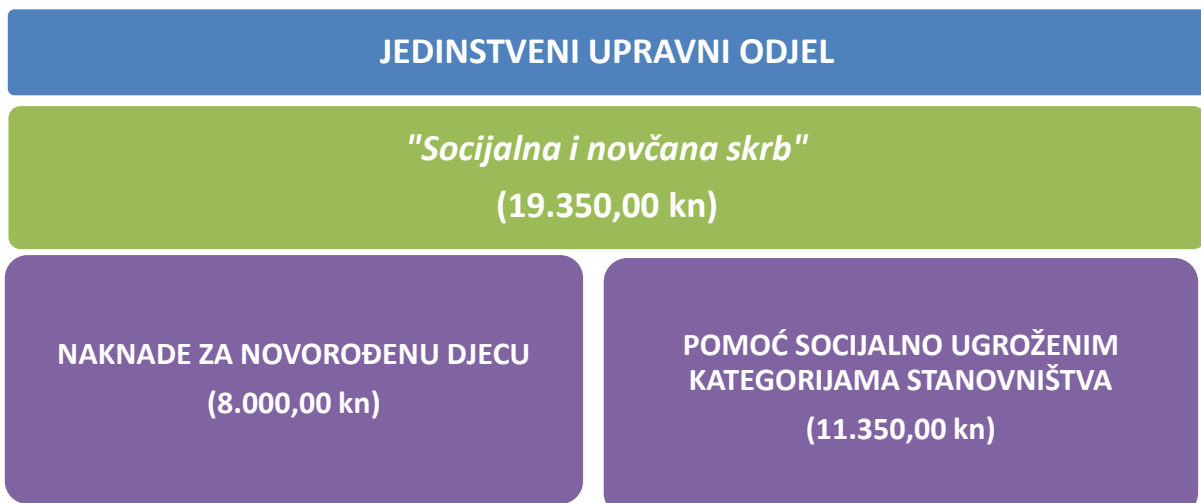 JEDINSTVENI UPRAVNI ODJEL
"Socijalna i novčana skrb"
(19.350,00 kn)
NAKNADE ZA NOVOROĐENU DJECU
(8.000,00 kn)
POMOĆ SOCIJALNO UGROŽENIM
KATEGORIJAMA STANOVNIŠTVA
(11.350,00 kn)